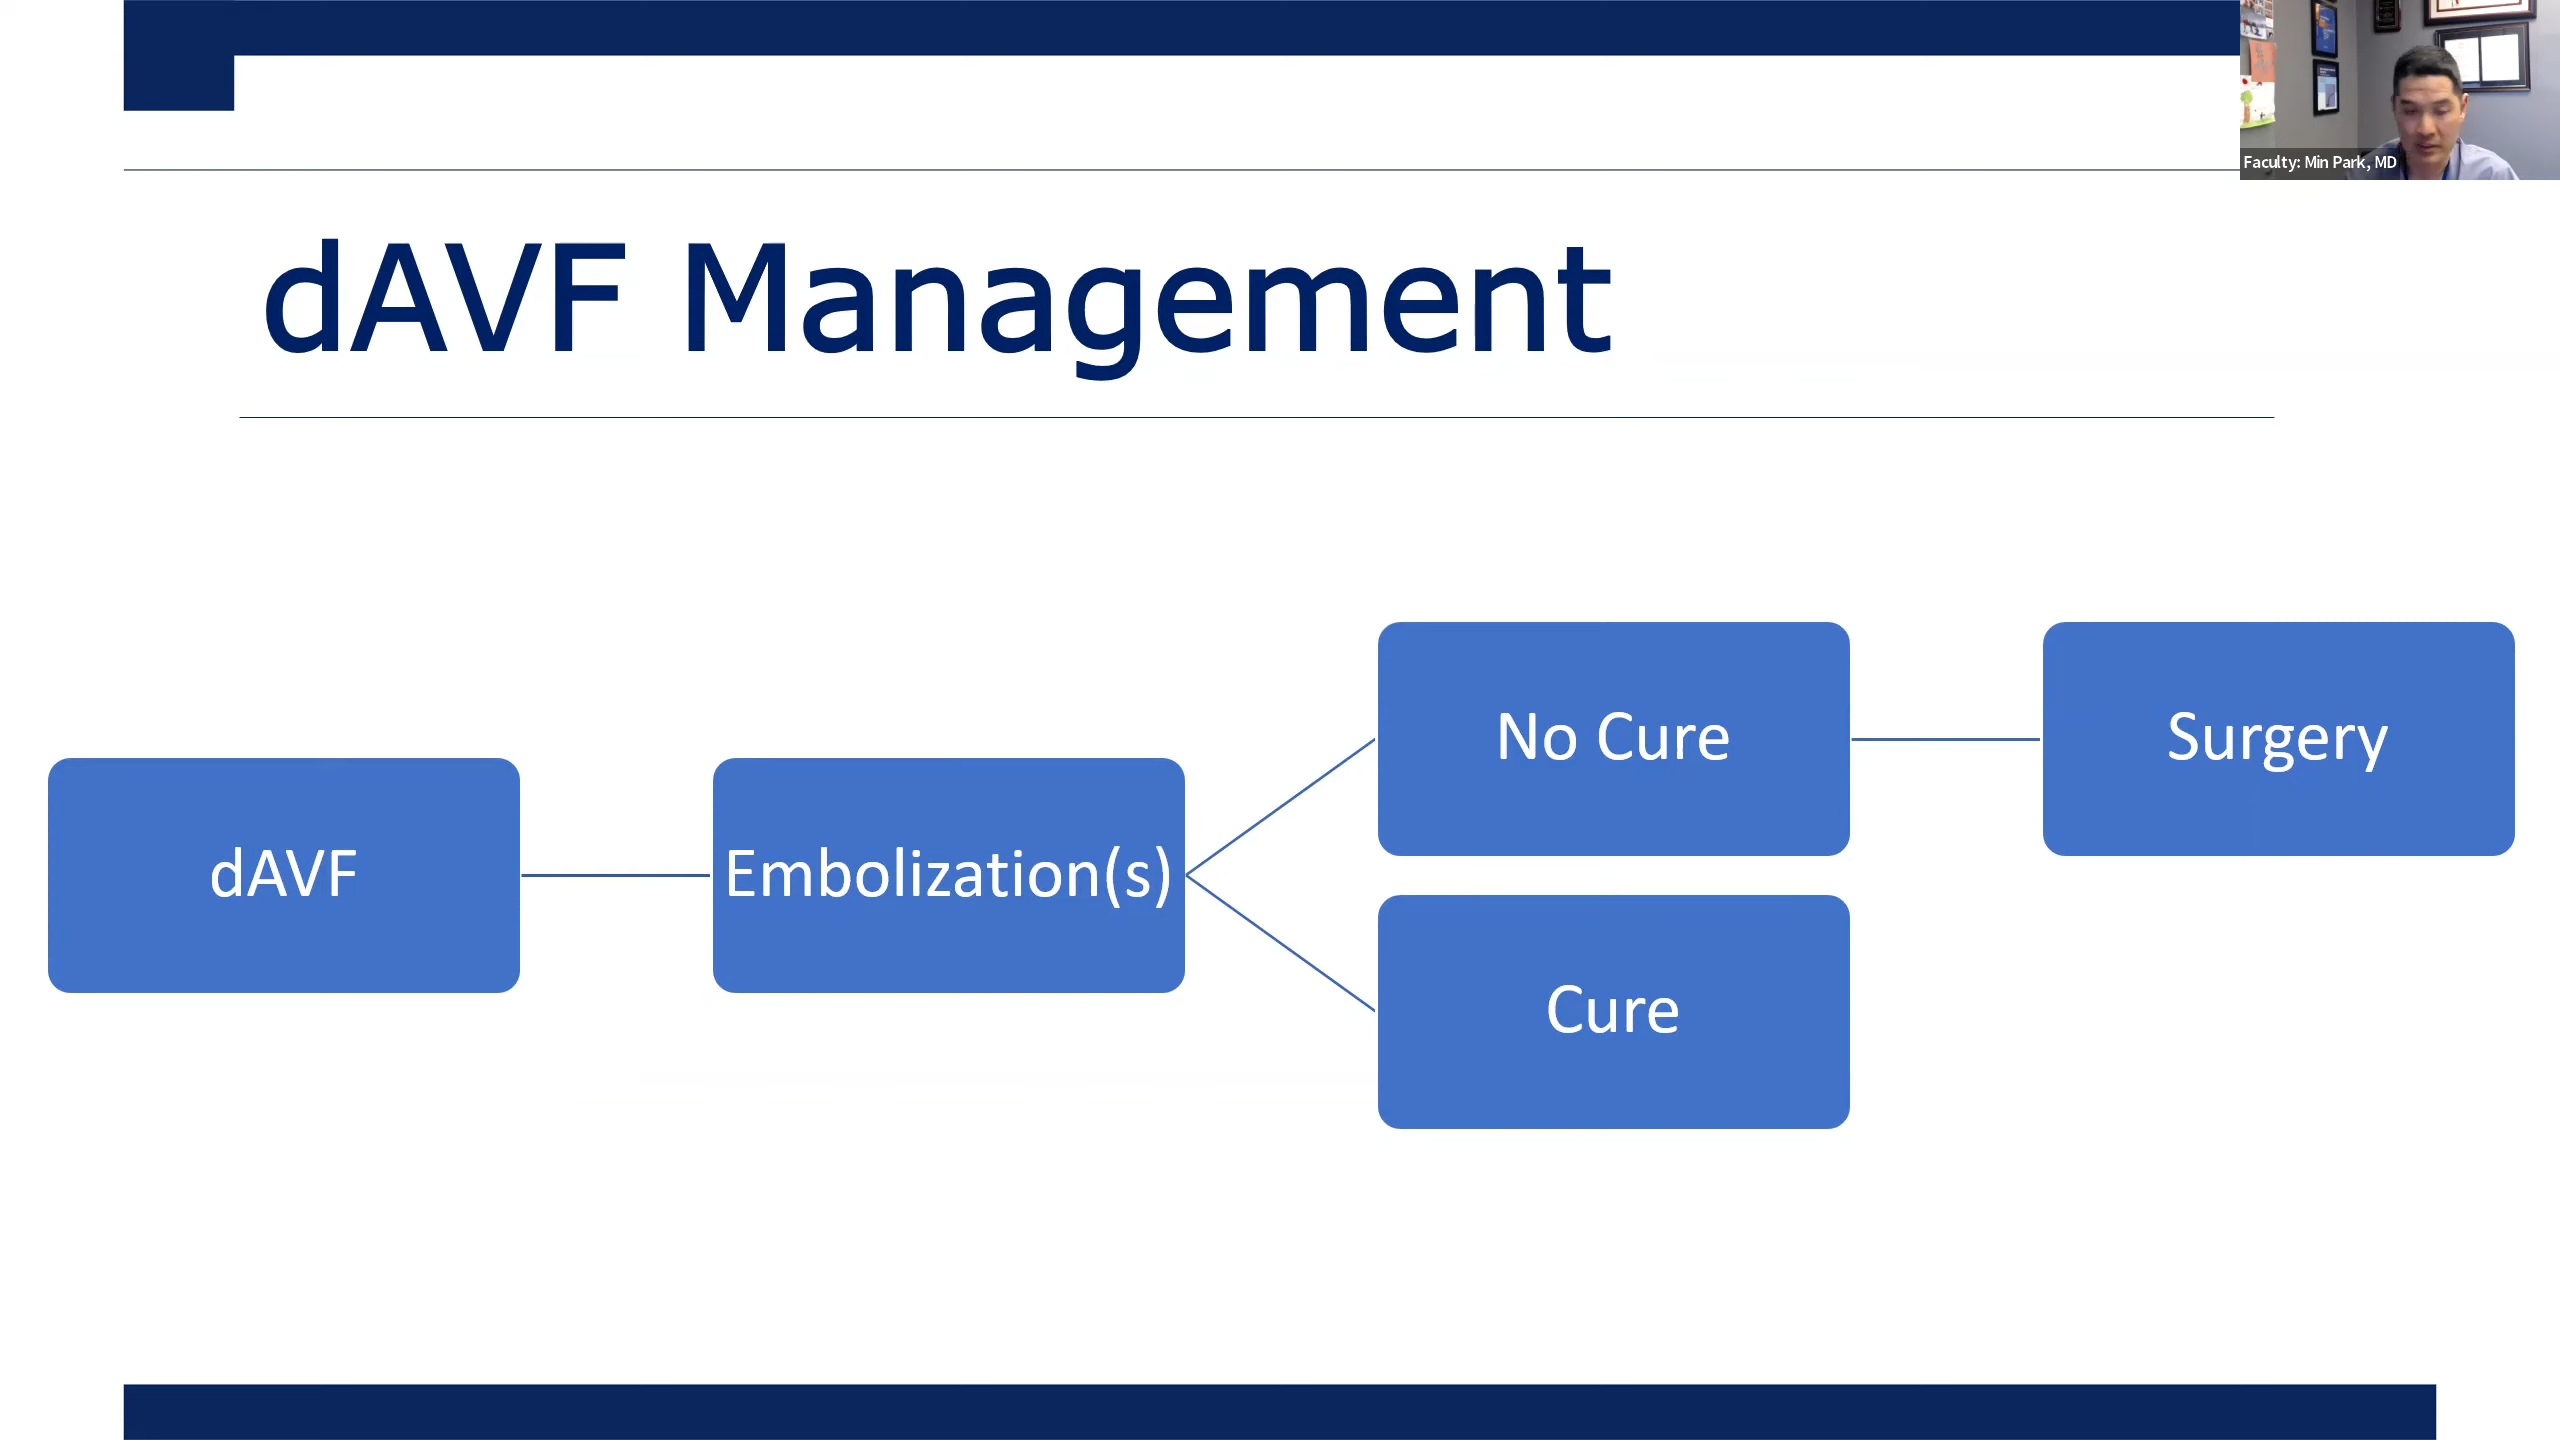 Faculty: Min Park, MD
dAVF Management
dAVF
Embolization(s)
No Cure
Surgery
Cure